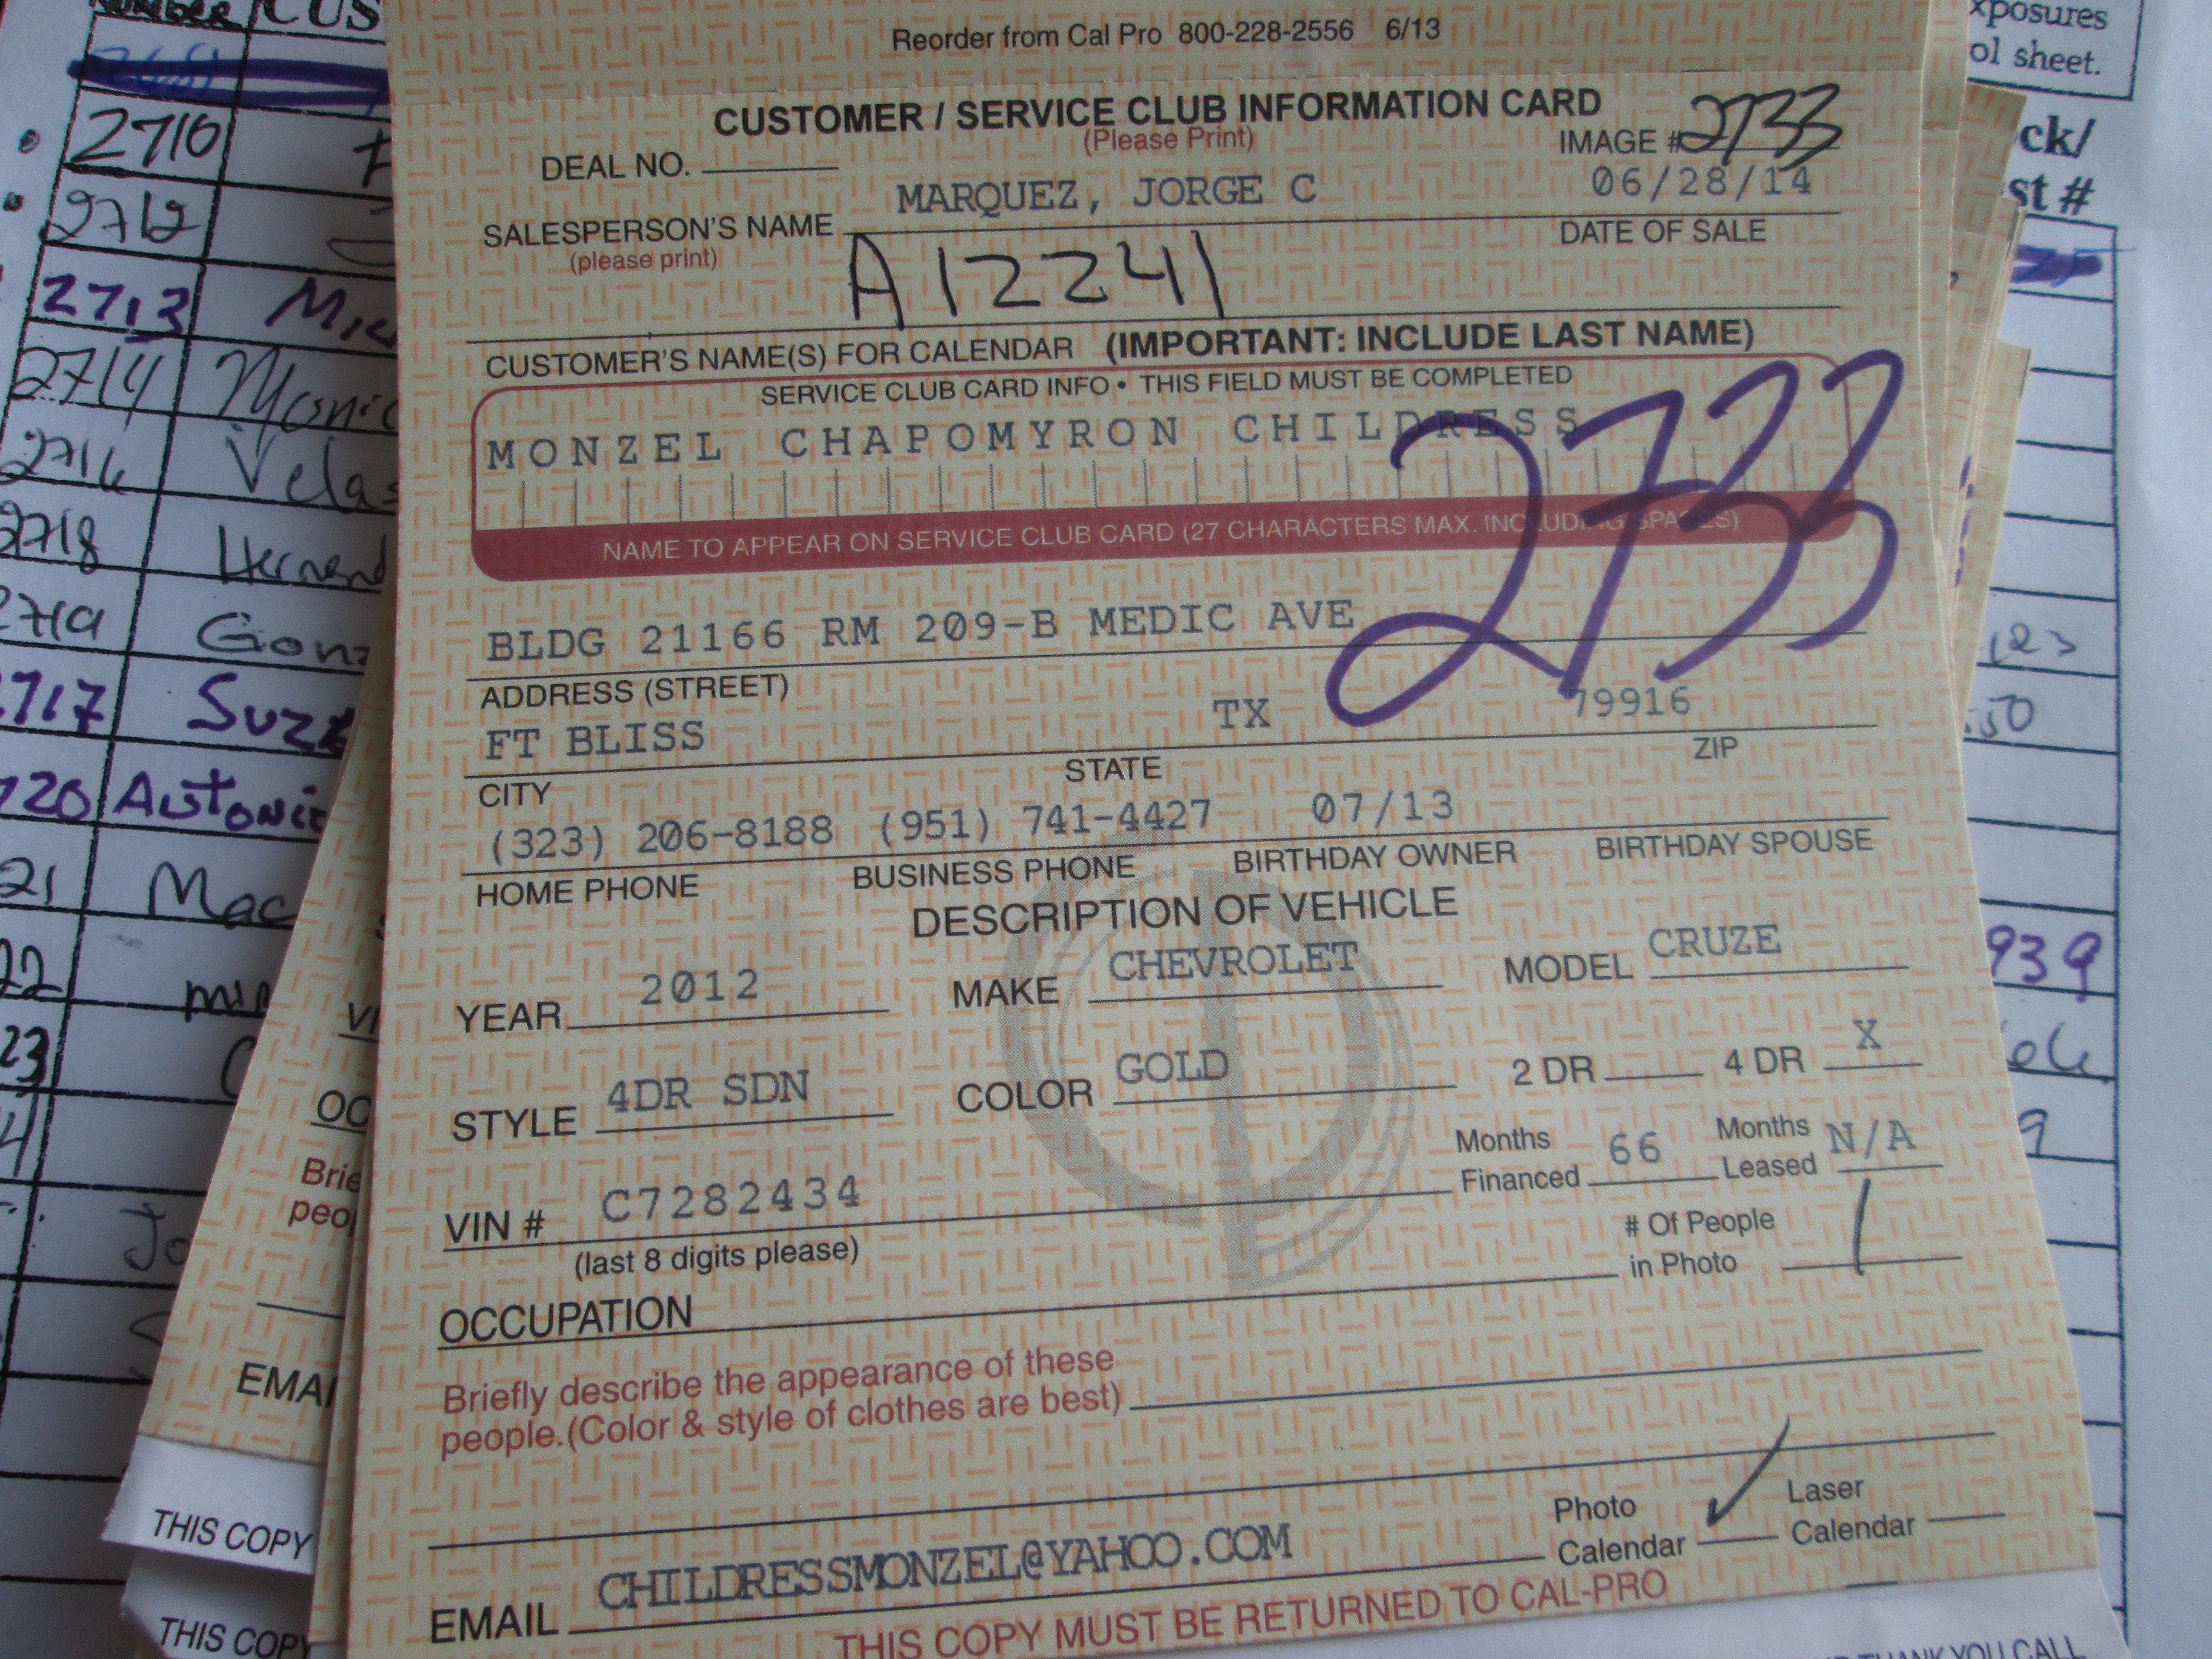 Reorder from Cal Pro 800-228-2556 6/13
CUSTOMER / SERVICE CLUB INFORMATION CARD
(Please Print)
DEAL NO.
IMAGE # 2733
SALESPERSON'S NAME MARQUEZ, JORGE C 06/28/14
(please print)
DATE OF SALE
A12241
CUSTOMER'S NAME(S) FOR CALENDAR (IMPORTANT: INCLUDE LAST NAME)
SERVICE CLUB CARD INFO • THIS FIELD MUST BE COMPLETED
MONZEL CHAPOMYRON CHILDRESS
2733
NAME TO APPEAR ON SERVICE CLUB CARD (27 CHARACTERS MAX. INCLUDING SPACES)
BLDG 21166 RM 209-B MEDIC AVE
ADDRESS (STREET)
FT BLISS TX 79916
CITY STATE ZIP
(323) 206-8188 (951) 741-4427 07/13
HOME PHONE BUSINESS PHONE BIRTHDAY OWNER BIRTHDAY SPOUSE
DESCRIPTION OF VEHICLE
YEAR 2012 MAKE CHEVROLET MODEL CRUZE
STYLE 4DR SDN COLOR GOLD 2 DR 4 DR X
Months Financed 66 Months Leased N/A
VIN # C7282434
(last 8 digits please)
# Of People in Photo 1
OCCUPATION
Briefly describe the appearance of these
people.(Color & style of clothes are best)
Photo Calendar ✓ Laser Calendar
EMAIL CHILDRESSMONZEL@YAHOO.COM
THIS COPY MUST BE RETURNED TO CAL-PRO
2710
2712
2713
2714
2716
2718
2719
2717
THIS COPY
THIS COPY
ol sheet.